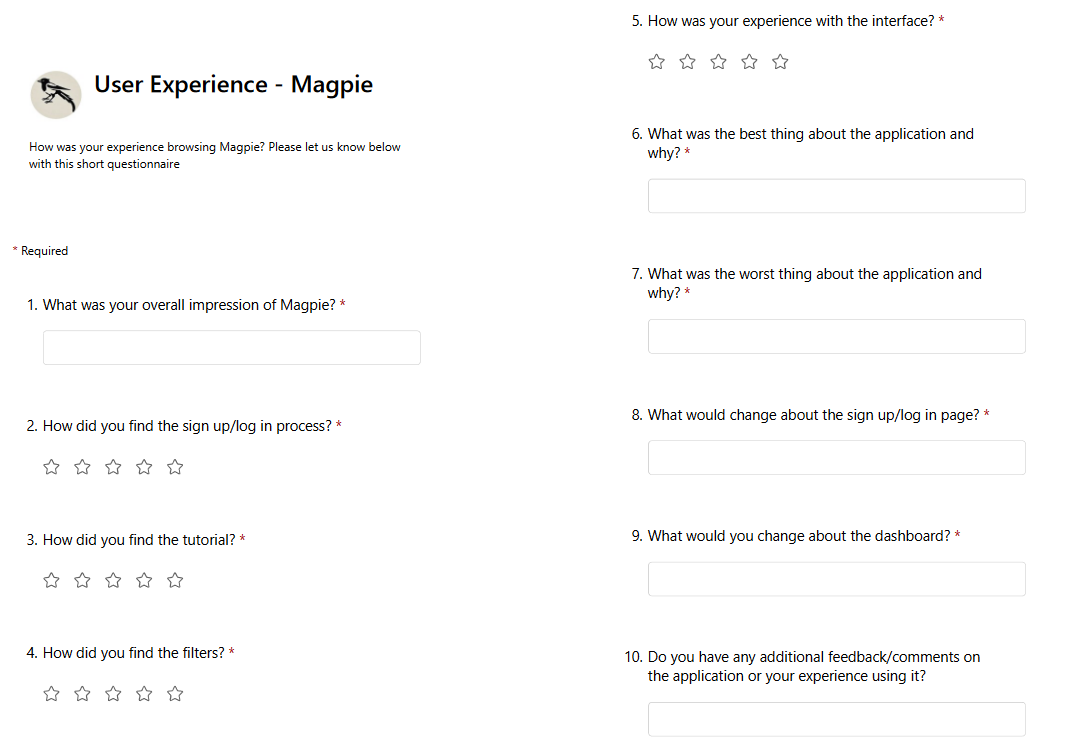 User Experience - Magpie
How was your experience browsing Magpie? Please let us know below
with this short questionnaire
* Required
1. What was your overall impression of Magpie? *
2. How did you find the sign up/log in process? *
3. How did you find the tutorial? *
4. How did you find the filters? *
5. How was your experience with the interface? *
6. What was the best thing about the application and
why? *
7. What was the worst thing about the application and
why? *
8. What would change about the sign up/log in page? *
9. What would you change about the dashboard? *
10. Do you have any additional feedback/comments on
the application or your experience using it?